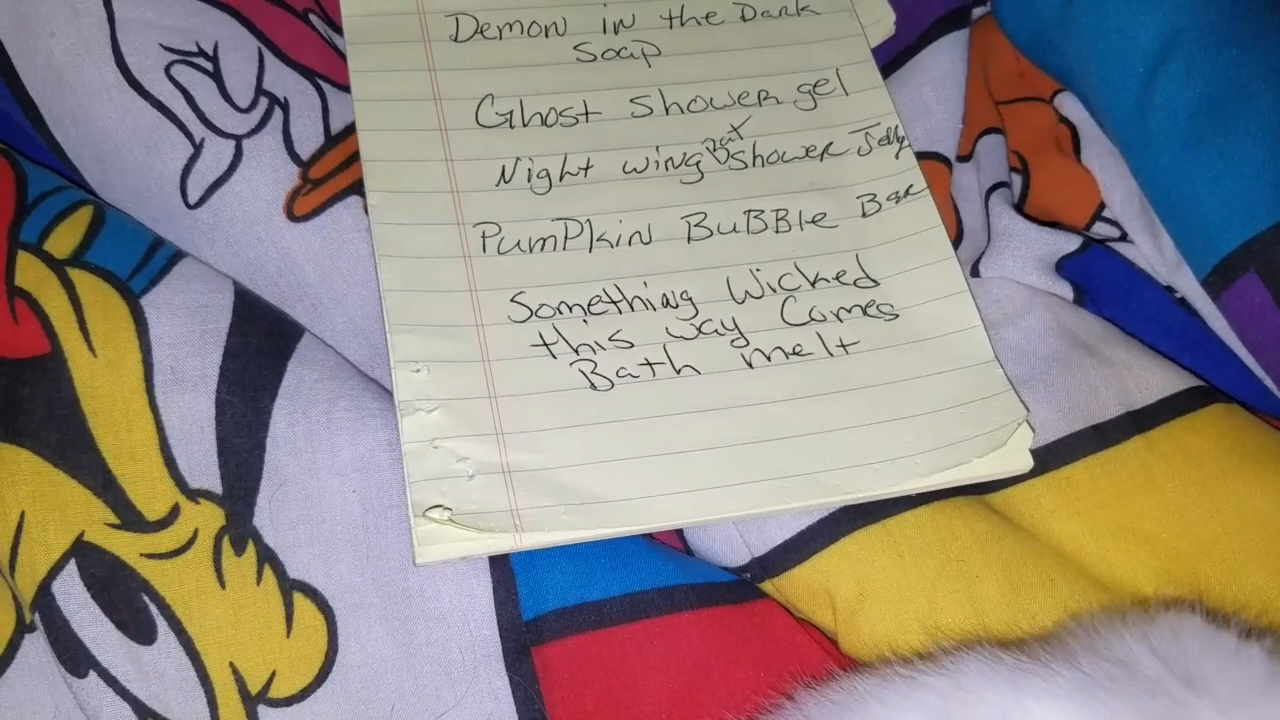 Demon in the Dark
Soap
Ghost shower gel
Night wing Bat shower Jelly
PumPkin BuBBle Bar
Something Wicked
this way Comes
Bath melt